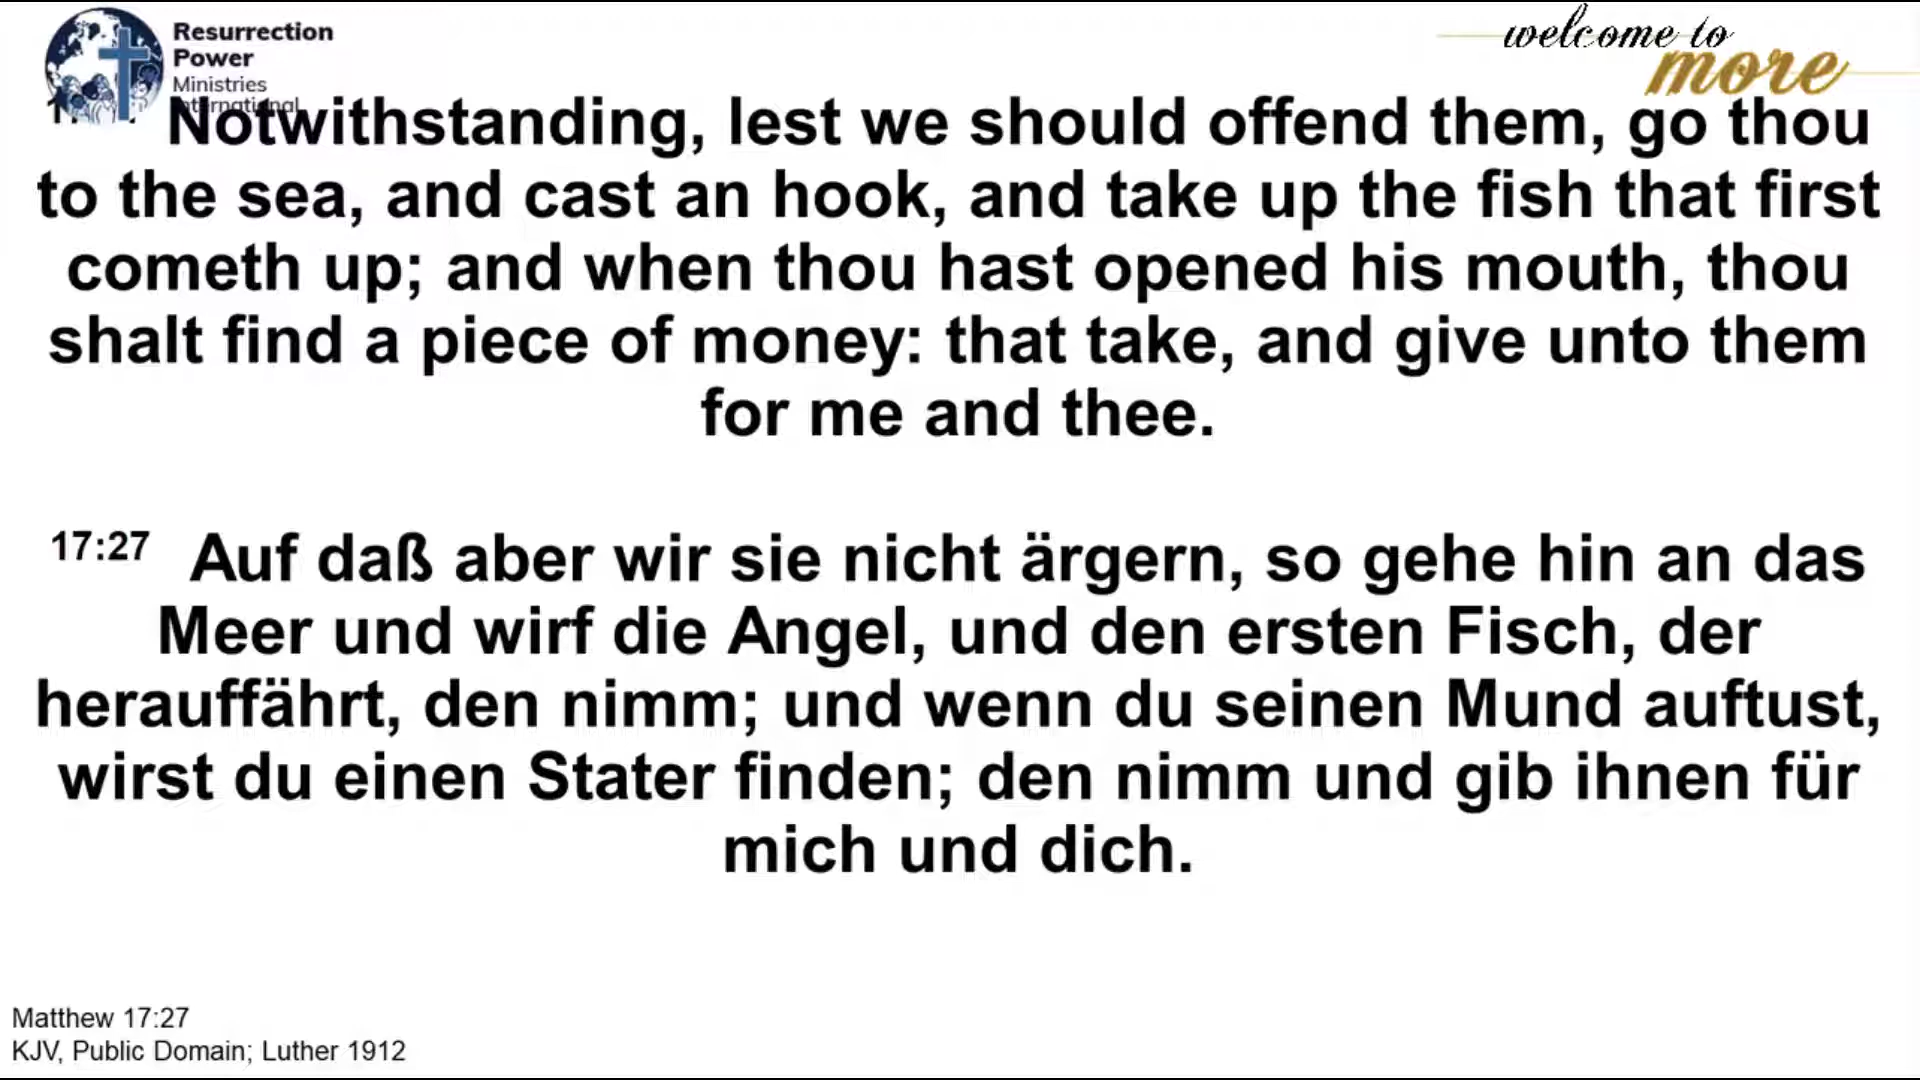 Resurrection
Power
Ministries
International
welcome to
more
Notwithstanding, lest we should offend them, go thou
to the sea, and cast an hook, and take up the fish that first
cometh up; and when thou hast opened his mouth, thou
shalt find a piece of money: that take, and give unto them
for me and thee.
17:27 Auf daß aber wir sie nicht ärgern, so gehe hin an das
Meer und wirf die Angel, und den ersten Fisch, der
herauffährt, den nimm; und wenn du seinen Mund auftust,
wirst du einen Stater finden; den nimm und gib ihnen für
mich und dich.
Matthew 17:27
KJV, Public Domain; Luther 1912